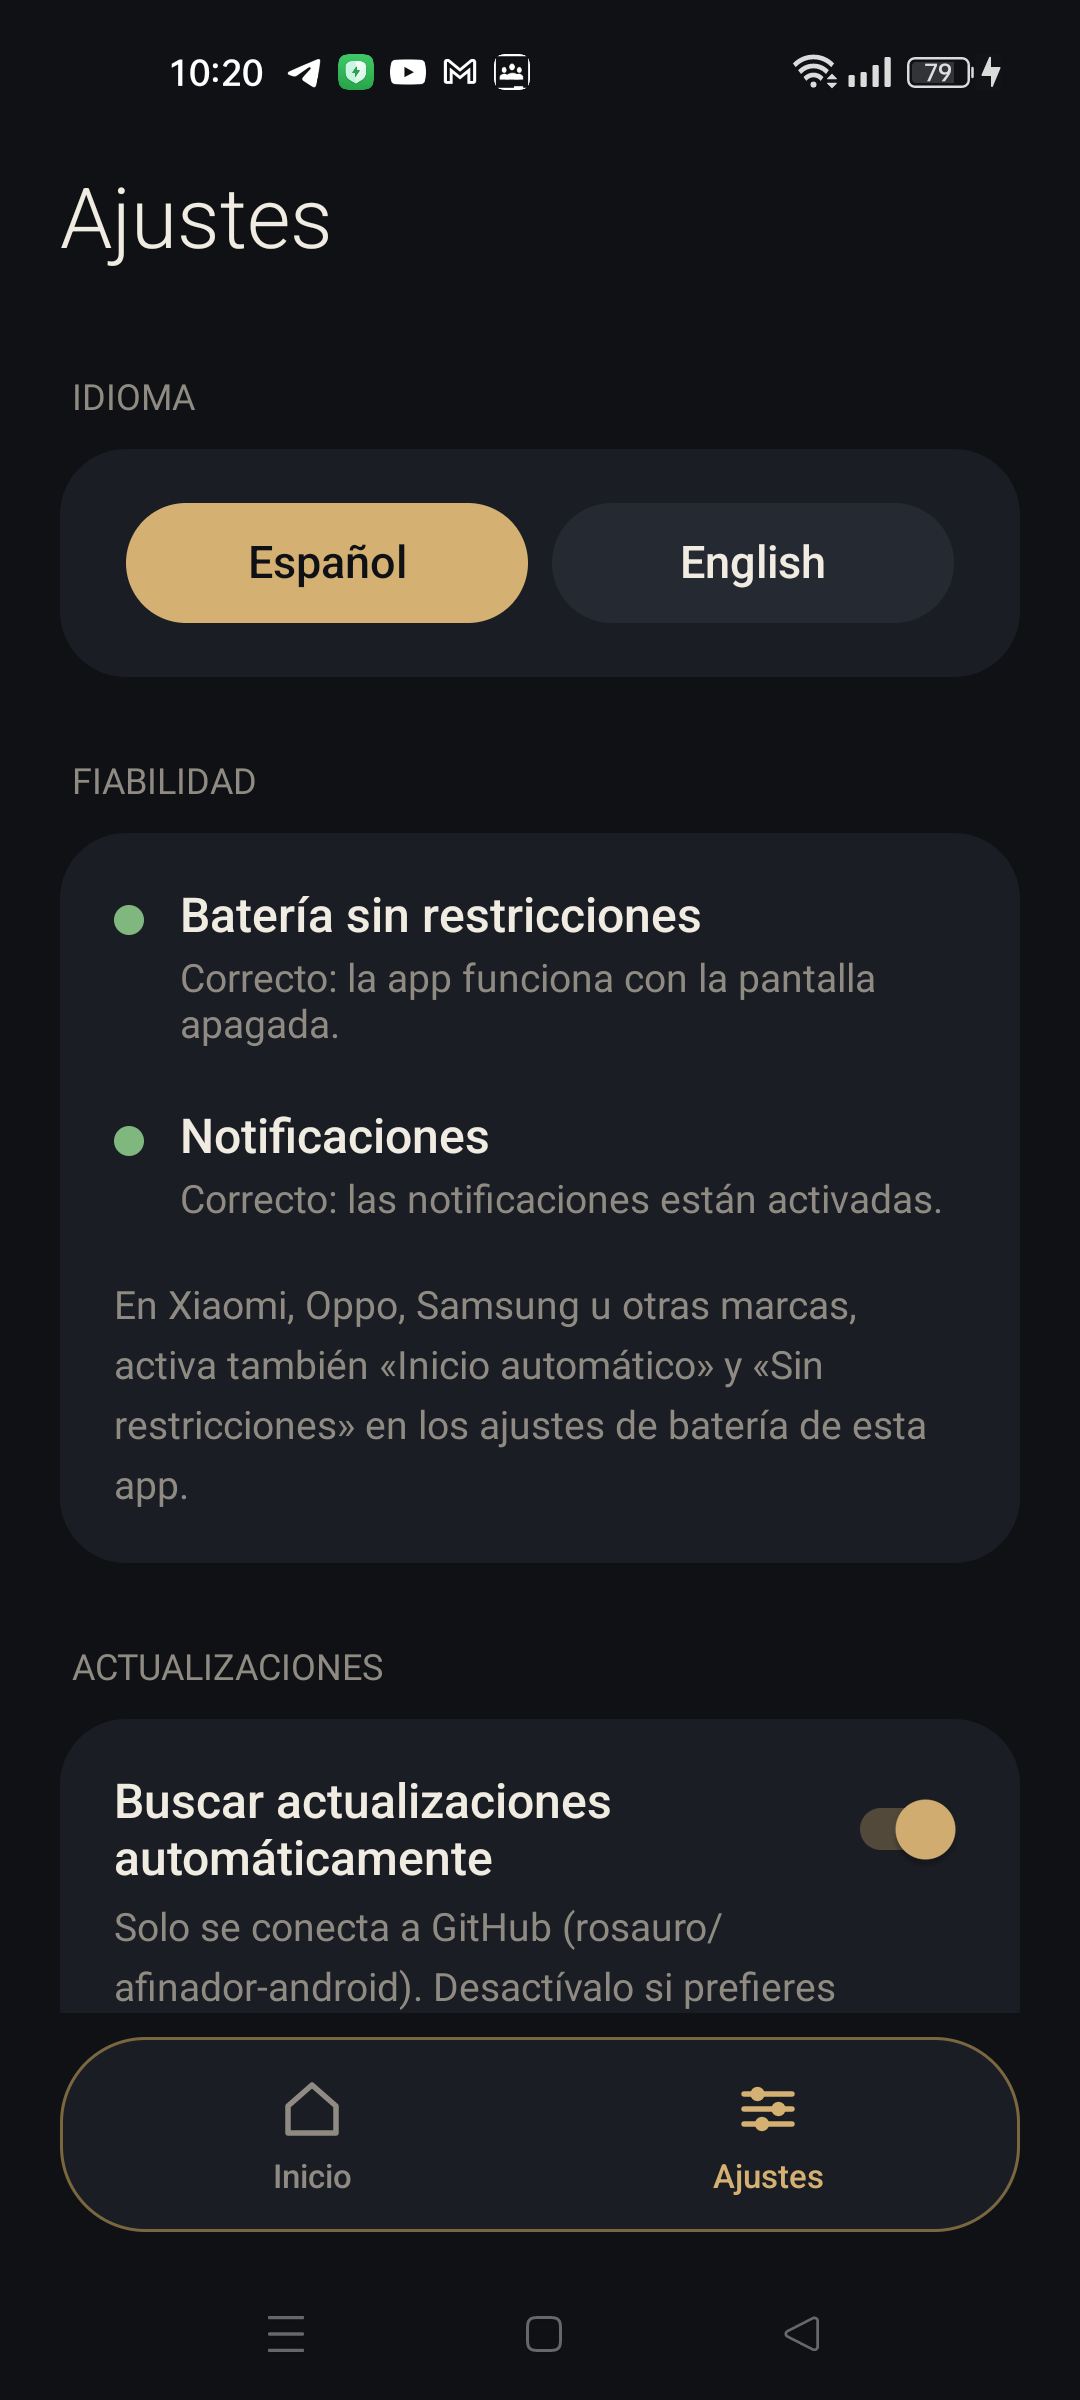 10:20
79
Ajustes
IDIOMA
Español
English
FIABILIDAD
Batería sin restricciones
Correcto: la app funciona con la pantalla
apagada.
Notificaciones
Correcto: las notificaciones están activadas.
En Xiaomi, Oppo, Samsung u otras marcas,
activa también «Inicio automático» y «Sin
restricciones» en los ajustes de batería de esta
app.
ACTUALIZACIONES
Buscar actualizaciones
automáticamente
Solo se conecta a GitHub (rosauro/
afinador-android). Desactívalo si prefieres
Inicio
Ajustes